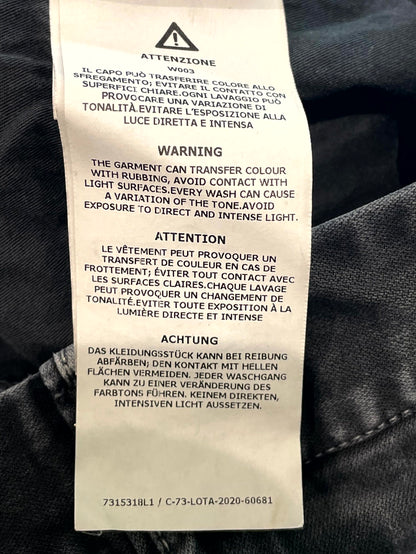 ATTENZIONE
W003
IL CAPO PUÒ TRASFERIRE COLORE ALLO
SFREGAMENTO; EVITARE IL CONTATTO CON
SUPERFICI CHIARE.OGNI LAVAGGIO PUÒ
PROVOCARE UNA VARIAZIONE DI
TONALITÀ.EVITARE L'ESPOSIZIONE ALLA
LUCE DIRETTA E INTENSA
WARNING
THE GARMENT CAN TRANSFER COLOUR
WITH RUBBING, AVOID CONTACT WITH
LIGHT SURFACES.EVERY WASH CAN CAUSE
A VARIATION OF THE TONE.AVOID
EXPOSURE TO DIRECT AND INTENSE LIGHT.
ATTENTION
LE VÊTEMENT PEUT PROVOQUER UN
TRANSFERT DE COULEUR EN CAS DE
FROTTEMENT; ÉVITER TOUT CONTACT AVEC
LES SURFACES CLAIRES.CHAQUE LAVAGE
PEUT PROVOQUER UN CHANGEMENT DE
TONALITÉ.EVITER TOUTE EXPOSITION À LA
LUMIÈRE DIRECTE ET INTENSE
ACHTUNG
DAS KLEIDUNGSSTÜCK KANN BEI REIBUNG
ABFÄRBEN; DEN KONTAKT MIT HELLEN
FLÄCHEN VERMEIDEN. JEDER WASCHGANG
KANN ZU EINER VERÄNDERUNG DES
FARBTONS FÜHREN. KEINEM DIREKTEN,
INTENSIVEN LICHT AUSSETZEN.
7315318L1 / C-73-LOTA-2020-60681